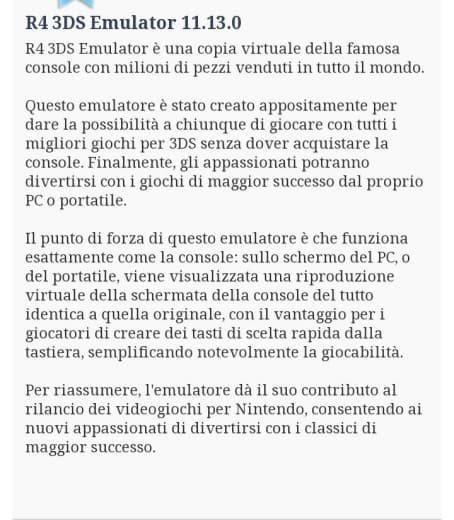 R4 3DS Emulator 11.13.0
R4 3DS Emulator è una copia virtuale della famosa
console con milioni di pezzi venduti in tutto il mondo.
Questo emulatore è stato creato appositamente per
dare la possibilità a chiunque di giocare con tutti i
migliori giochi per 3DS senza dover acquistare la
console. Finalmente, gli appassionati potranno
divertirsi con i giochi di maggior successo dal proprio
PC o portatile.
Il punto di forza di questo emulatore è che funziona
esattamente come la console: sullo schermo del PC, o
del portatile, viene visualizzata una riproduzione
virtuale della schermata della console del tutto
identica a quella originale, con il vantaggio per i
giocatori di creare dei tasti di scelta rapida dalla
tastiera, semplificando notevolmente la giocabilità.
Per riassumere, l'emulatore dà il suo contributo al
rilancio dei videogiochi per Nintendo, consentendo ai
nuovi appassionati di divertirsi con i classici di
maggior successo.